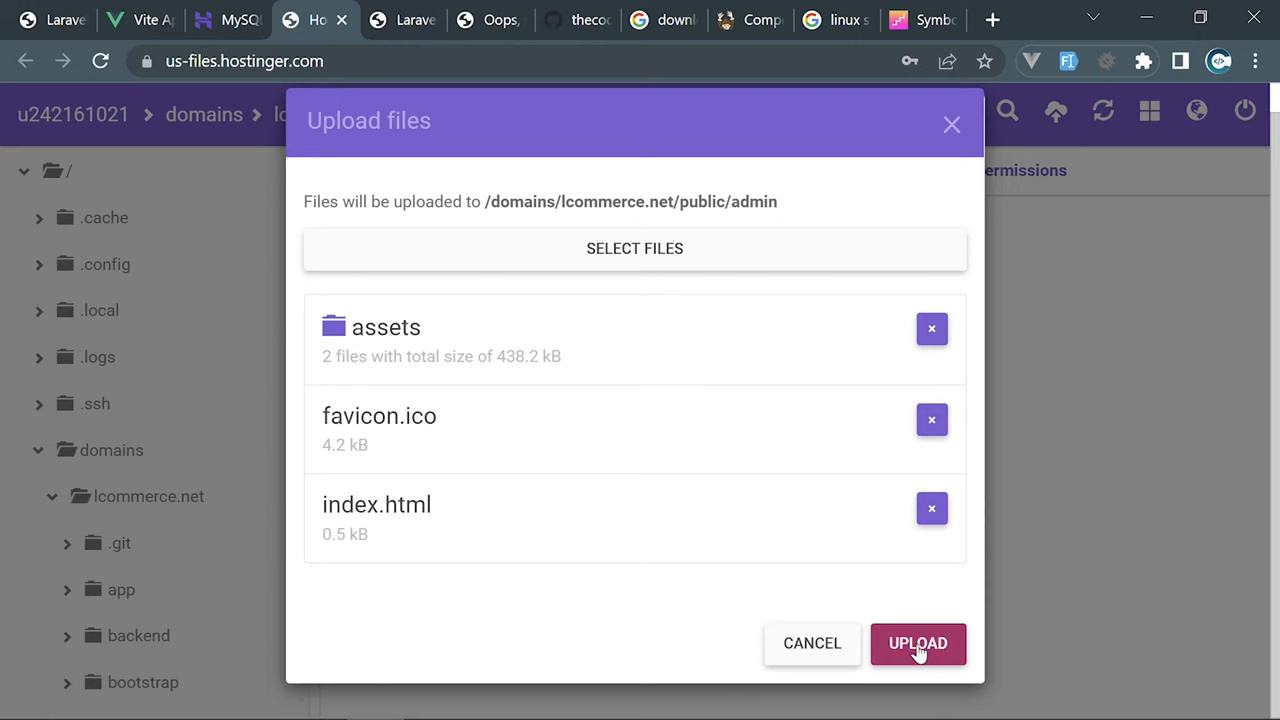 Larave
Vite A
MySQL
Ho
Larave
Oops,
thecoc
downl
Comp
linux s
Symbo
us-files.hostinger.com
u242161021 domains lc
Upload files
ermissions
Files will be uploaded to /domains/lcommerce.net/public/admin
SELECT FILES
/
.cache
.config
.local
.logs
.ssh
domains
lcommerce.net
.git
app
backend
bootstrap
assets
2 files with total size of 438.2 kB
favicon.ico
4.2 kB
index.html
0.5 kB
CANCEL
UPLOAD